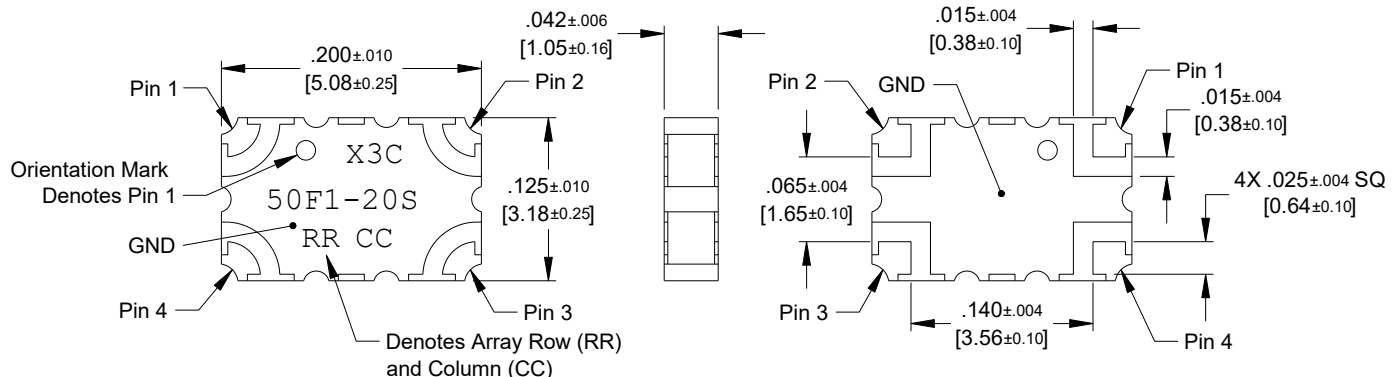 .200±.010
[5.08±0.25]
.042±.006
[1.05±0.16]
.015±.004
[0.38±0.10]
Pin 1
Pin 2
Pin 2
GND
Pin 1
.015±.004
[0.38±0.10]
Orientation Mark
Denotes Pin 1
X3C
50F1-20S
RR CC
.125±.010
[3.18±0.25]
.065±.004
[1.65±0.10]
4X .025±.004 SQ
[0.64±0.10]
GND
Pin 4
Pin 3
Pin 3
.140±.004
[3.56±0.10]
Pin 4
Denotes Array Row (RR)
and Column (CC)